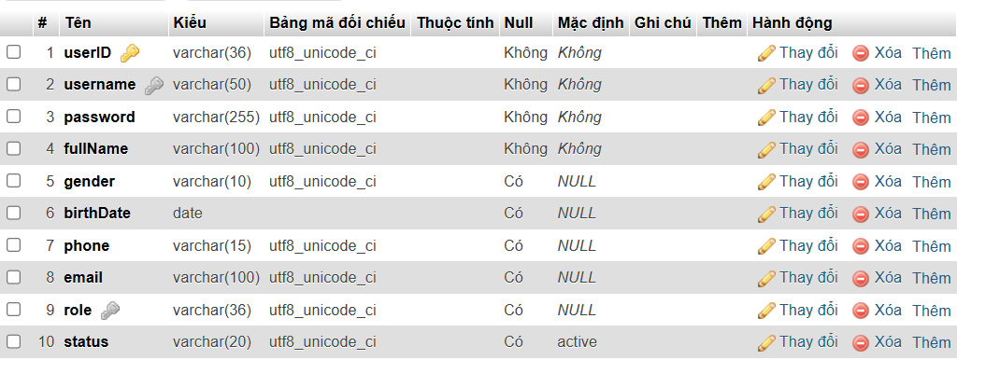 # Tên Kiểu Bảng mã đối chiếu Thuộc tính Null Mặc định Ghi chú Thêm Hành động
1 userID varchar(36) utf8_unicode_ci Không Không Thay đổi Xóa Thêm
2 username varchar(50) utf8_unicode_ci Không Không Thay đổi Xóa Thêm
3 password varchar(255) utf8_unicode_ci Không Không Thay đổi Xóa Thêm
4 fullName varchar(100) utf8_unicode_ci Không Không Thay đổi Xóa Thêm
5 gender varchar(10) utf8_unicode_ci Có NULL Thay đổi Xóa Thêm
6 birthDate date Có NULL Thay đổi Xóa Thêm
7 phone varchar(15) utf8_unicode_ci Có NULL Thay đổi Xóa Thêm
8 email varchar(100) utf8_unicode_ci Có NULL Thay đổi Xóa Thêm
9 role varchar(36) utf8_unicode_ci Có NULL Thay đổi Xóa Thêm
10 status varchar(20) utf8_unicode_ci Có active Thay đổi Xóa Thêm